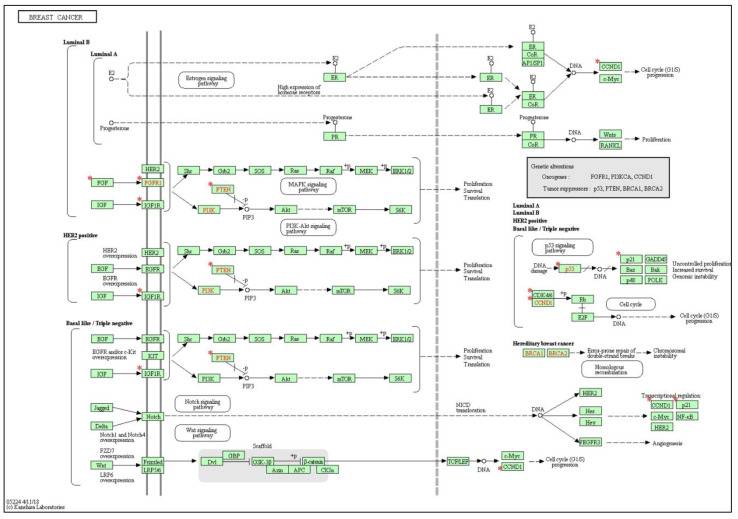 BREAST CANCER
Luminal B
Luminal A
E2
Estrogen signaling
pathway
High expression of
hormone receptors
ER
ER
ER
E2
ER
CoR
AP1/SP1
E2
ER
CoR
DNA
CCND1
c-Myc
Cell cycle (G1/S)
progression
Progesterone
Progesterone
PR
PR
CoR
DNA
Wnts
RANKL
Proliferation
Genetic alterations
Oncogenes : FGFR1, PI3KCA, CCND1
Tumor suppressors : p53, PTEN, BRCA1, BRCA2
HER2
FGF
FGFR1
IGF
IGF1R
Shc
Grb2
SOS
Ras
Raf
+p
MEK
+p
ERK1/2
PTEN
MAPK signaling
pathway
-p
PI3K
PIP3
Akt
mTOR
S6K
Proliferation
Survival
Translation
PI3K-Akt signaling
pathway
HER2 positive
HER2
overexpression
HER2
EGF
EGFR
EGFR
overexpression
IGF
IGF1R
Shc
Grb2
SOS
Ras
Raf
+p
MEK
+p
ERK1/2
PTEN
-p
PI3K
PIP3
Akt
mTOR
S6K
Proliferation
Survival
Translation
Basal like / Triple negative
EGF
EGFR
EGFR and/or c-Kit
overexpression
KIT
IGF
IGF1R
Shc
Grb2
SOS
Ras
Raf
+p
MEK
+p
ERK1/2
PTEN
-p
PI3K
PIP3
Akt
mTOR
S6K
Proliferation
Survival
Translation
Luminal A
Luminal B
HER2 positive
Basal like / Triple negative
p53 signaling
pathway
DNA
damage
p53
DNA
p21
GADD45
Bax
Bak
p48
POLK
Uncontrolled proliferation
Increased survival
Genomic instability
CDK4/6
CCND1
+p
Rb
E2F
DNA
Cell cycle
Cell cycle (G1/S)
progression
Hereditary breast cancer
BRCA1
BRCA2
Error-prone repair of
double-strand breaks
Chromosomal
instability
Homologous
recombination
Jagged
Delta
Notch
Notch signaling
pathway
Notch1 and Notch4
overexpression
NICD
translocation
DNA
HER2
Hes
Hey
FEGFR3
Transcriptional regulation
CCND1
p21
c-Myc
NF-κB
HER2
Angiogenesis
Wnt signaling
pathway
FZD7
overexpression
Wnt
LRP6
overexpression
Frizzled
LRP5/6
Scaffold
Dvl
GBP
GSK-3β
+p
β-catenin
Axin
APC
CK1α
TCF/LEF
DNA
c-Myc
CCND1
Cell cycle (G1/S)
progression
05224 4/11/18
(c) Kanehisa Laboratories